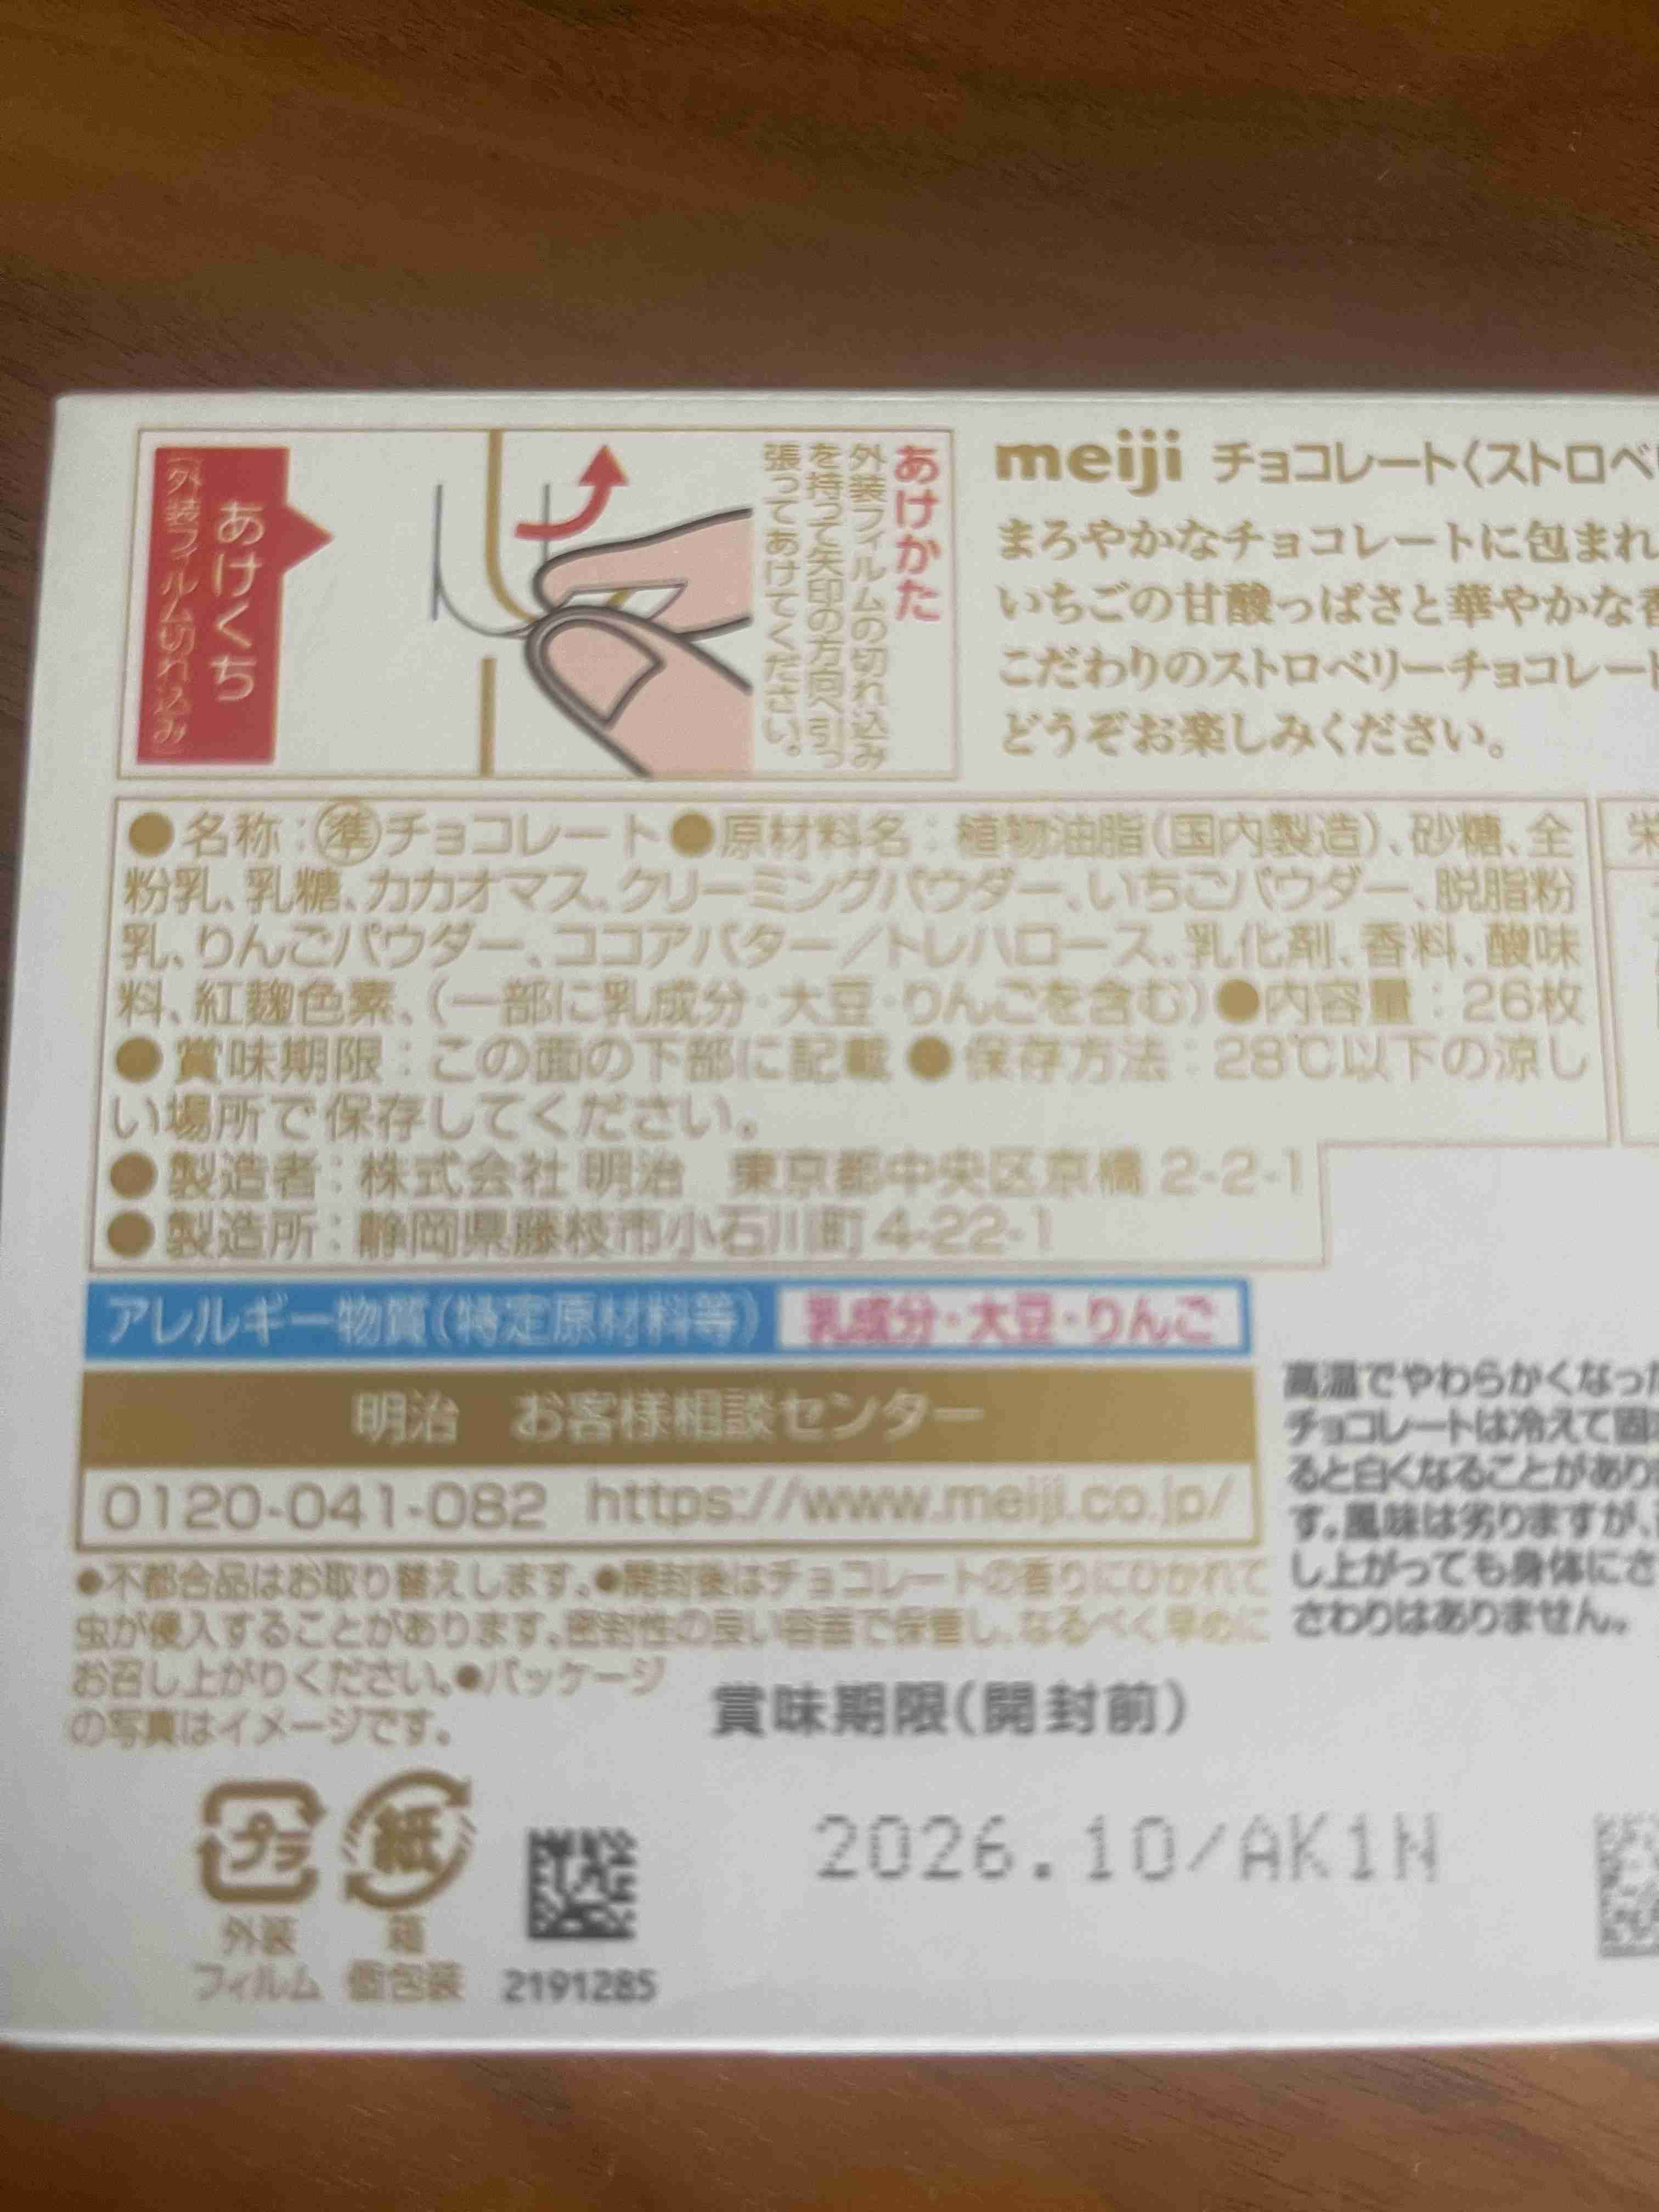 あけくち
(外装フィルム切れ込み)
あけかた
外装フィルムの切れ込み
を持って矢印の方向へ引っ
張ってあけてください。
meiji チョコレート〈ストロベ
まろやかなチョコレートに包まれ
いちごの甘酸っぱさと華やかな
こだわりのストロベリーチョコレート
どうぞお楽しみください。
●名称:準チョコレート●原材料名:植物油脂(国内製造)、砂糖、全
粉乳、乳糖、カカオマス、クリーミングパウダー、いちごパウダー、脱脂粉
乳、りんごパウダー、ココアバター/トレハロース、乳化剤、香料、酸味
料、紅麹色素、(一部に乳成分・大豆・りんごを含む)●内容量:26枚
●賞味期限:この面の下部に記載●保存方法:28℃以下の涼し
い場所で保存してください。
●製造者:株式会社 明治 東京都中央区京橋 2-2-1
●製造所:静岡県藤枝市小石川町 4-22-1
栄
アレルギー物質(特定原材料等) 乳成分・大豆・りんご
明治 お客様相談センター
0120-041-082 https://www.meiji.co.jp/
●不都合品はお取り替えします。●開封後はチョコレートの香りにひかれて
虫が侵入することがあります。密封性の良い容器で保管し、なるべく早めに
お召し上がりください。●パッケージ
の写真はイメージです。
高温でやわらかくなった
チョコレートは冷えて固ま
ると白くなることがありま
す。風味は劣りますが、
し上がっても身体にさ
さわりはありません。
賞味期限(開封前)
2026.10/AK1N
プラ
外装
フィルム
紙
箱
個包装
2191285